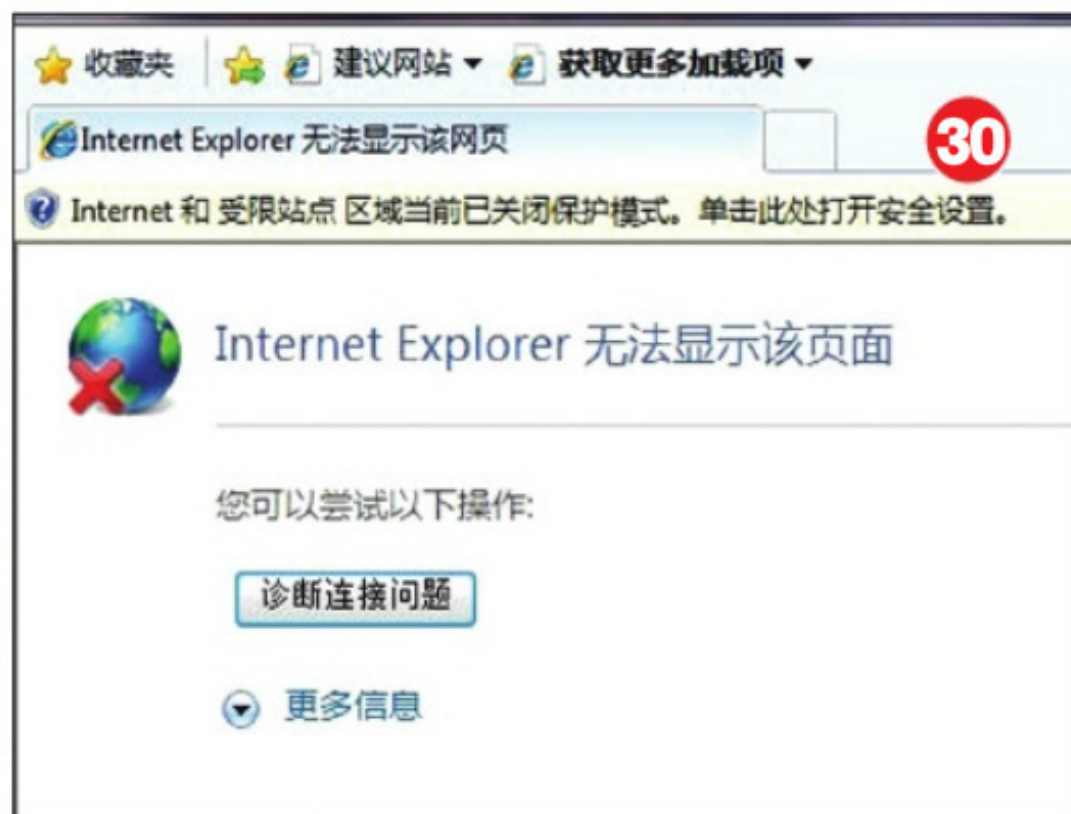 收藏夹 建议网站 获取更多加载项
Internet Explorer 无法显示该网页
30
Internet 和 受限站点 区域当前已关闭保护模式。单击此处打开安全设置。
Internet Explorer 无法显示该页面
您可以尝试以下操作:
诊断连接问题
更多信息